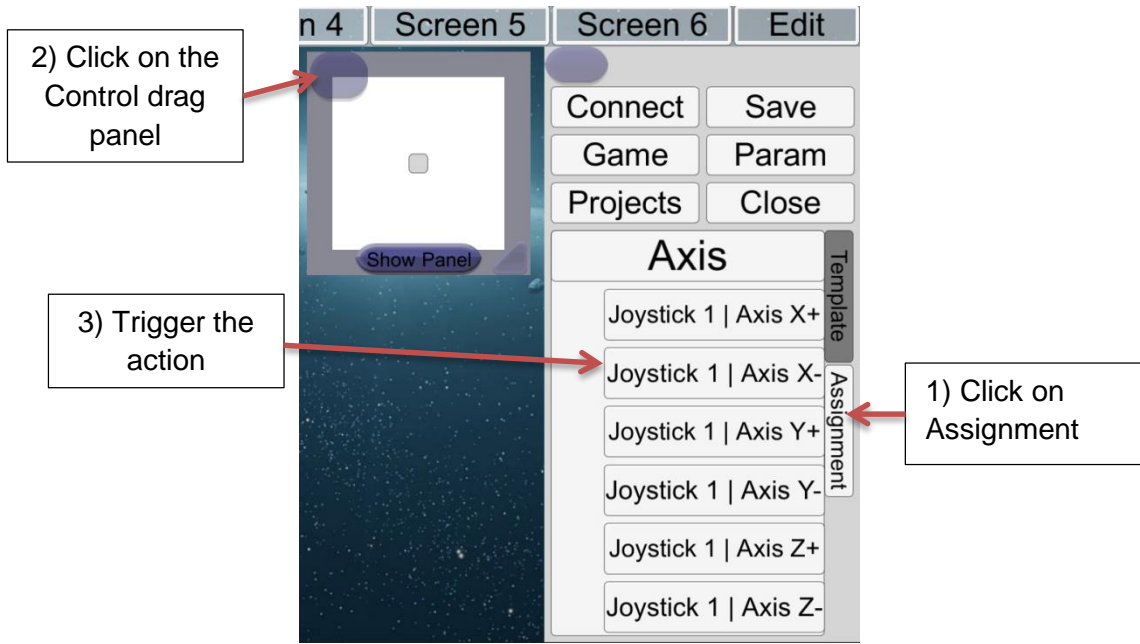 n 4
Screen 5
Screen 6
Edit
2) Click on the
Control drag
panel
Connect
Save
Game
Param
Projects
Close
Show Panel
Axis
Template
Joystick 1 | Axis X+
3) Trigger the
action
Joystick 1 | Axis X-
Assignment
1) Click on
Assignment
Joystick 1 | Axis Y+
Joystick 1 | Axis Y-
Joystick 1 | Axis Z+
Joystick 1 | Axis Z-